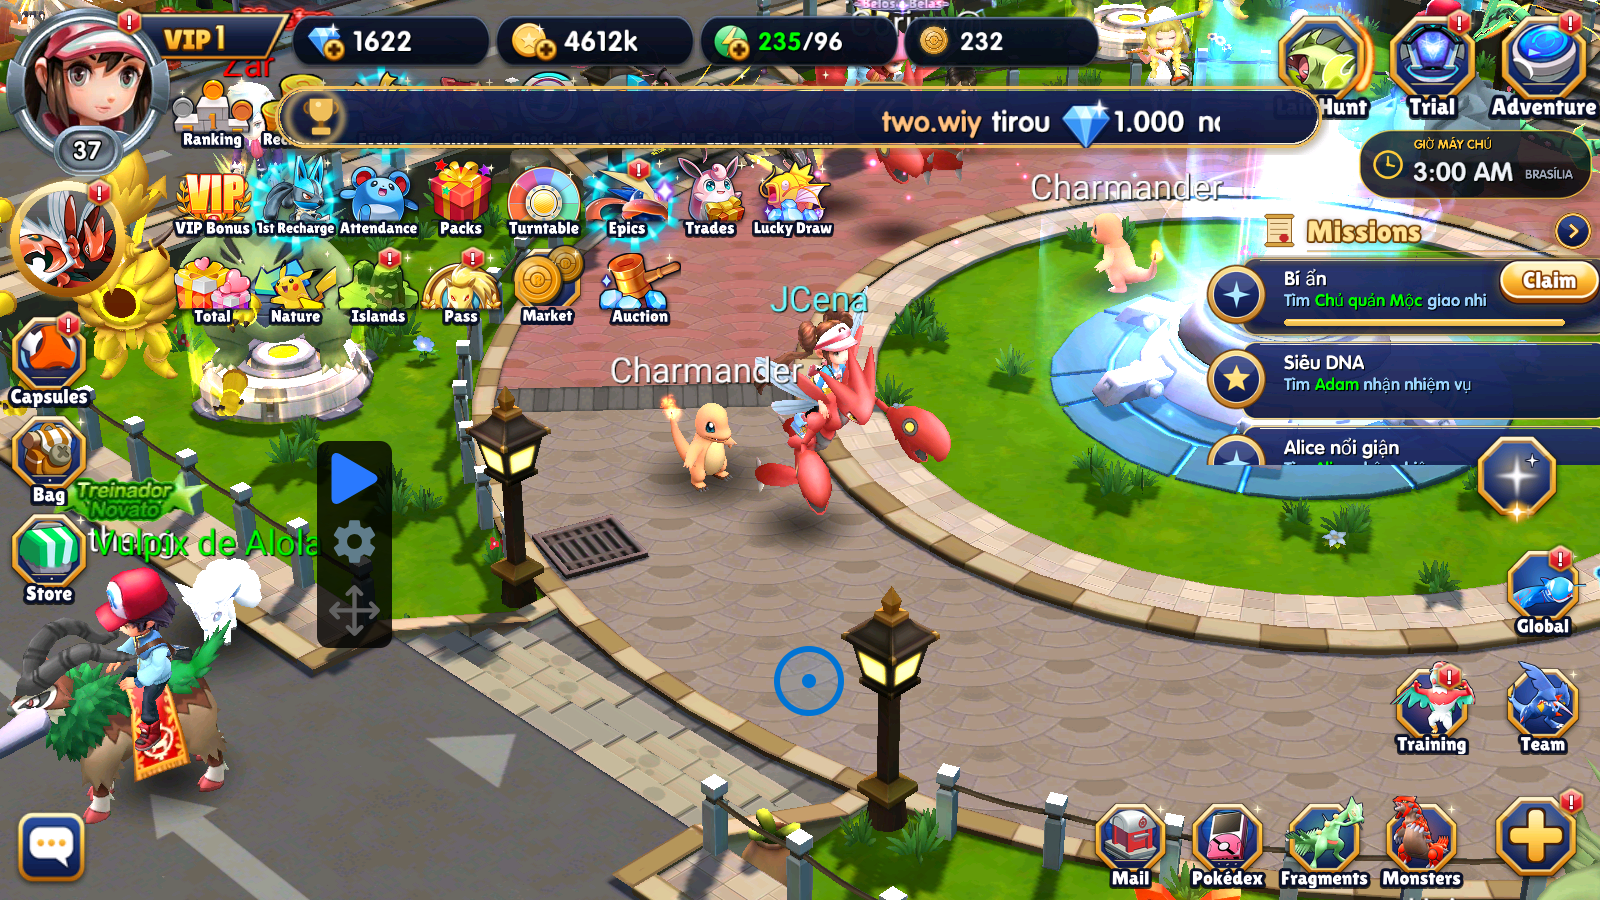 VIP 1
1622
4612k
235/96
232
Zar
37
two.wiy tirou 1.000
Hunt
Trial
Adventure
GIỜ MÁY CHỦ
3:00 AM BRASÍLIA
Ranking
VIP
VIP Bonus
1st Recharge
Attendance
Packs
Turntable
Epics
Trades
Lucky Draw
Total
Nature
Islands
Pass
Market
Auction
Charmander
JCena
Charmander
Missions
Bí ẩn
Tìm Chủ quán Mộc giao nhi
Claim
Siêu DNA
Tìm Adam nhận nhiệm vụ
Alice nổi giận
Capsules
Bag
Store
Treinador
Novato
Vulpix de Alola
Global
Training
Team
Mail
Pokédex
Fragments
Monsters